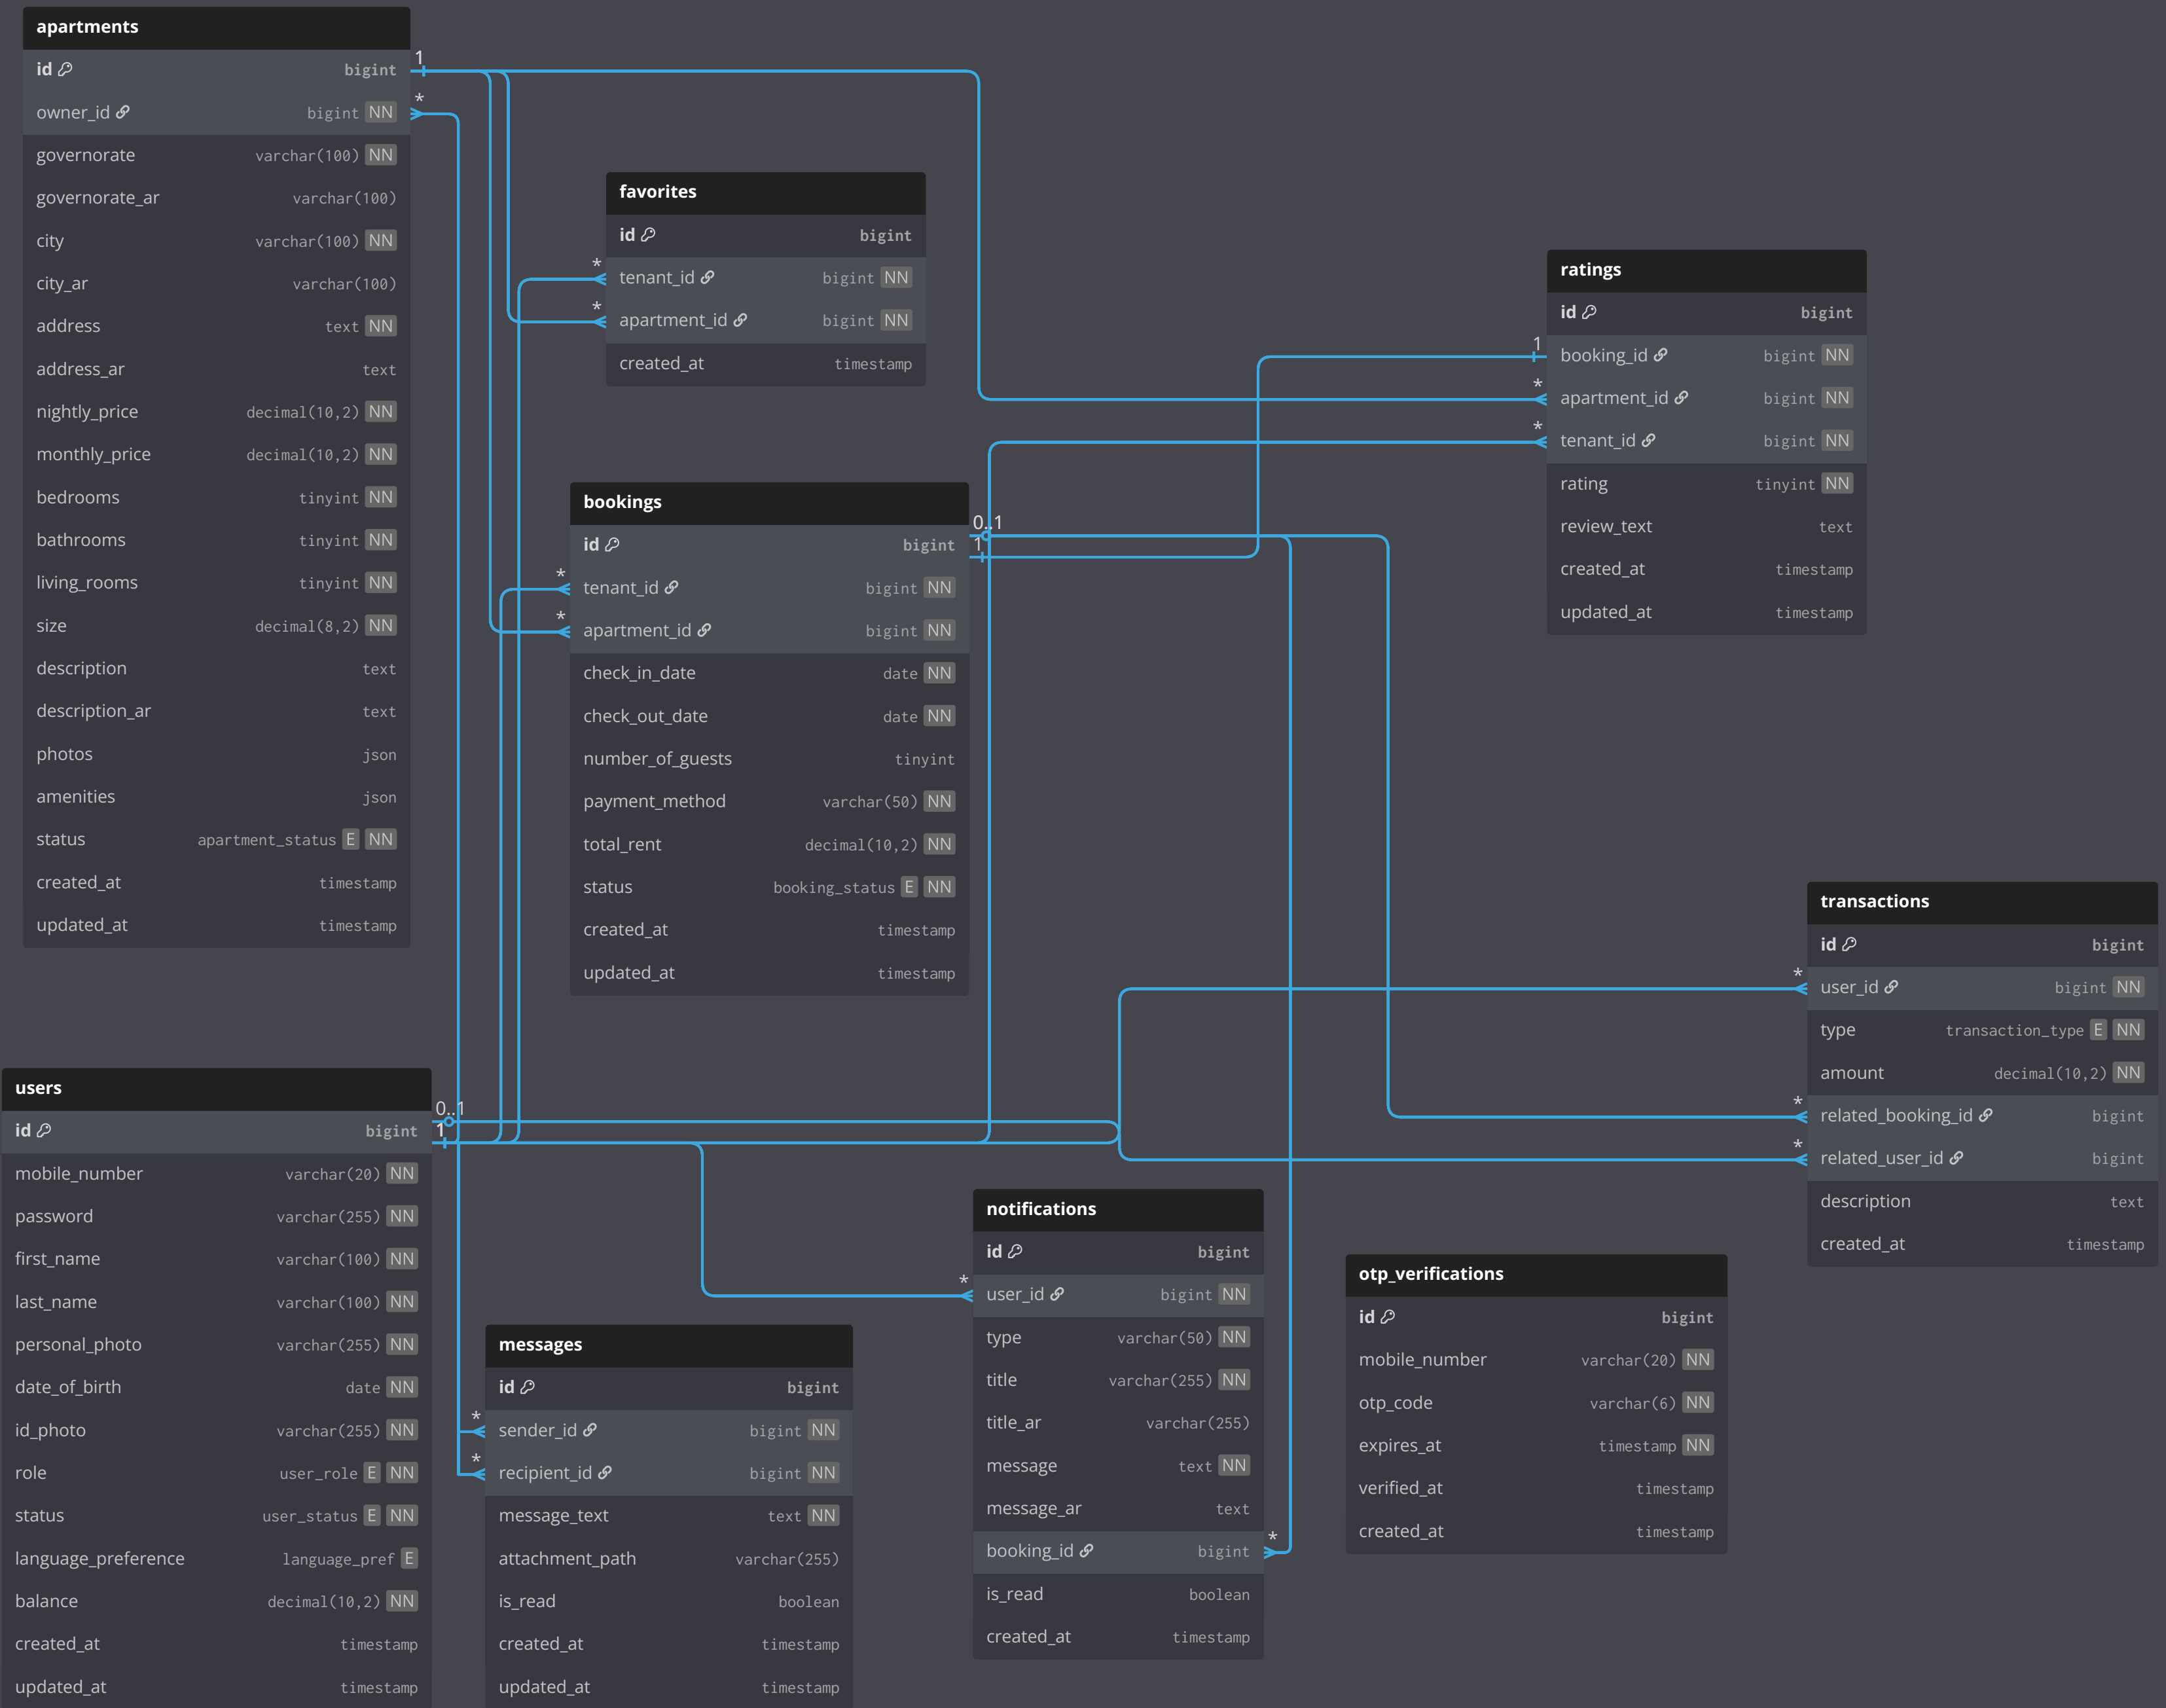 apartments
id bigint
owner_id bigint NN
governorate varchar(100) NN
governorate_ar varchar(100)
city varchar(100) NN
city_ar varchar(100)
address text NN
address_ar text
nightly_price decimal(10,2) NN
monthly_price decimal(10,2) NN
bedrooms tinyint NN
bathrooms tinyint NN
living_rooms tinyint NN
size decimal(8,2) NN
description text
description_ar text
photos json
amenities json
status apartment_status E NN
created_at timestamp
updated_at timestamp
1
*
favorites
id bigint
* tenant_id bigint NN
* apartment_id bigint NN
created_at timestamp
ratings
id bigint
1 booking_id bigint NN
* apartment_id bigint NN
* tenant_id bigint NN
rating tinyint NN
review_text text
created_at timestamp
updated_at timestamp
bookings
0..1
id bigint 1
* tenant_id bigint NN
* apartment_id bigint NN
check_in_date date NN
check_out_date date NN
number_of_guests tinyint
payment_method varchar(50) NN
total_rent decimal(10,2) NN
status booking_status E NN
created_at timestamp
updated_at timestamp
transactions
id bigint
* user_id bigint NN
type transaction_type E NN
amount decimal(10,2) NN
* related_booking_id bigint
* related_user_id bigint
description text
created_at timestamp
users
0..1
id bigint 1
mobile_number varchar(20) NN
password varchar(255) NN
first_name varchar(100) NN
last_name varchar(100) NN
personal_photo varchar(255) NN
date_of_birth date NN
id_photo varchar(255) NN
role user_role E NN
status user_status E NN
language_preference language_pref E
balance decimal(10,2) NN
created_at timestamp
updated_at timestamp
messages
id bigint
* sender_id bigint NN
* recipient_id bigint NN
message_text text NN
attachment_path varchar(255)
is_read boolean
created_at timestamp
updated_at timestamp
notifications
id bigint
* user_id bigint NN
type varchar(50) NN
title varchar(255) NN
title_ar varchar(255)
message text NN
message_ar text
booking_id bigint *
is_read boolean
created_at timestamp
otp_verifications
id bigint
mobile_number varchar(20) NN
otp_code varchar(6) NN
expires_at timestamp NN
verified_at timestamp
created_at timestamp